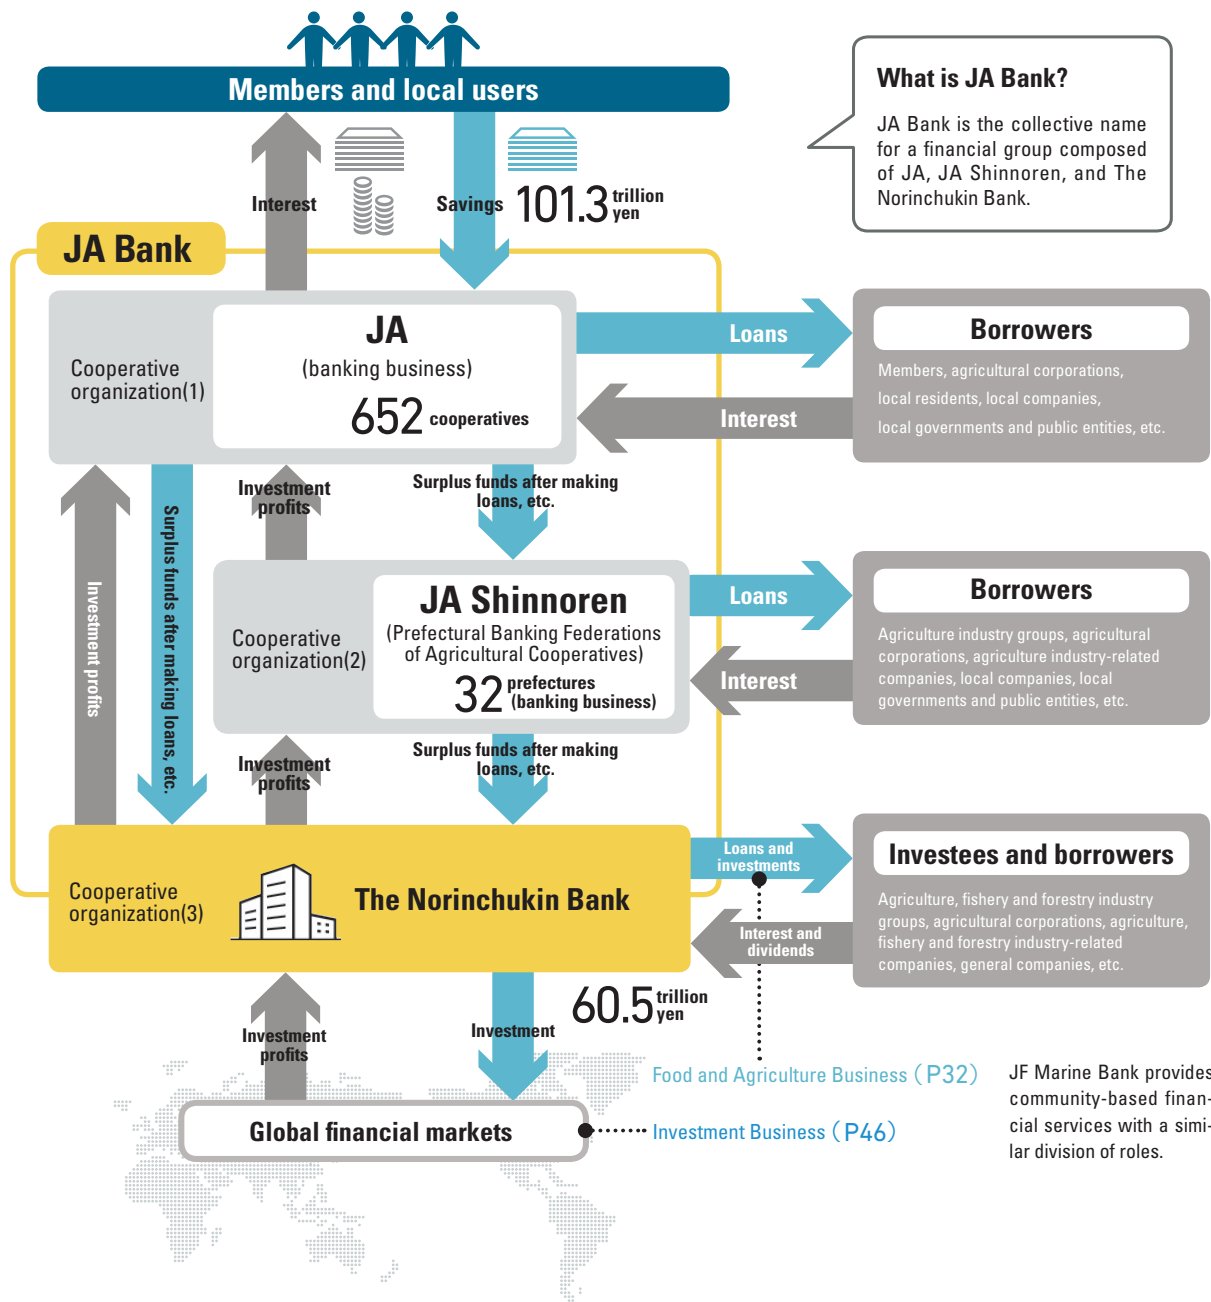 Members and local users
What is JA Bank?
JA Bank is the collective name
for a financial group composed
of JA, JA Shinnoren, and The
Norinchukin Bank.
Interest
Savings
101.3 trillion
yen
JA Bank
Cooperative
organization(1)
JA
(banking business)
652 cooperatives
Loans
Interest
Borrowers
Members, agricultural corporations,
local residents, local companies,
local governments and public entities, etc.
Investment profits
Surplus funds after making loans, etc.
Investment
profits
Surplus funds after making
loans, etc.
Cooperative
organization(2)
JA Shinnoren
(Prefectural Banking Federations
of Agricultural Cooperatives)
32 prefectures
(banking business)
Loans
Interest
Borrowers
Agriculture industry groups, agricultural
corporations, agriculture industry-related
companies, local companies, local
governments and public entities, etc.
Investment
profits
Surplus funds after making
loans, etc.
Cooperative
organization(3)
The Norinchukin Bank
Loans and
investments
Interest and
dividends
Investees and borrowers
Agriculture, fishery and forestry industry
groups, agricultural corporations, agriculture,
fishery and forestry industry-related
companies, general companies, etc.
Investment
profits
Investment
60.5 trillion
yen
Global financial markets
Food and Agriculture Business (P32)
Investment Business (P46)
JF Marine Bank provides
community-based finan-
cial services with a simi-
lar division of roles.